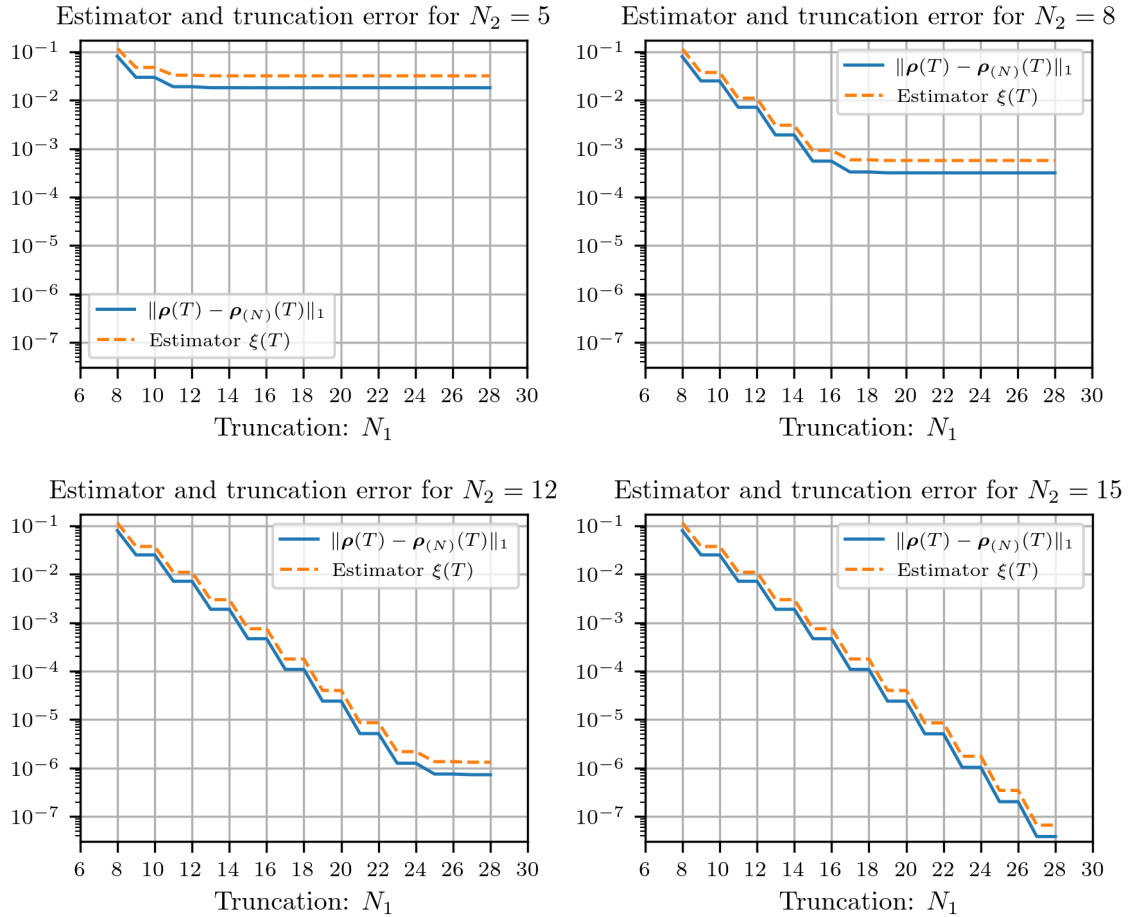 Estimator and truncation error for N₂ = 5
10⁻¹
10⁻²
10⁻³
10⁻⁴
10⁻⁵
10⁻⁶
10⁻⁷
‖ρ(T) − ρ₍N₎(T)‖₁
Estimator ξ(T)
6 8 10 12 14 16 18 20 22 24 26 28 30
Truncation: N₁
Estimator and truncation error for N₂ = 8
10⁻¹
10⁻²
10⁻³
10⁻⁴
10⁻⁵
10⁻⁶
10⁻⁷
‖ρ(T) − ρ₍N₎(T)‖₁
Estimator ξ(T)
6 8 10 12 14 16 18 20 22 24 26 28 30
Truncation: N₁
Estimator and truncation error for N₂ = 12
10⁻¹
10⁻²
10⁻³
10⁻⁴
10⁻⁵
10⁻⁶
10⁻⁷
‖ρ(T) − ρ₍N₎(T)‖₁
Estimator ξ(T)
6 8 10 12 14 16 18 20 22 24 26 28 30
Truncation: N₁
Estimator and truncation error for N₂ = 15
10⁻¹
10⁻²
10⁻³
10⁻⁴
10⁻⁵
10⁻⁶
10⁻⁷
‖ρ(T) − ρ₍N₎(T)‖₁
Estimator ξ(T)
6 8 10 12 14 16 18 20 22 24 26 28 30
Truncation: N₁